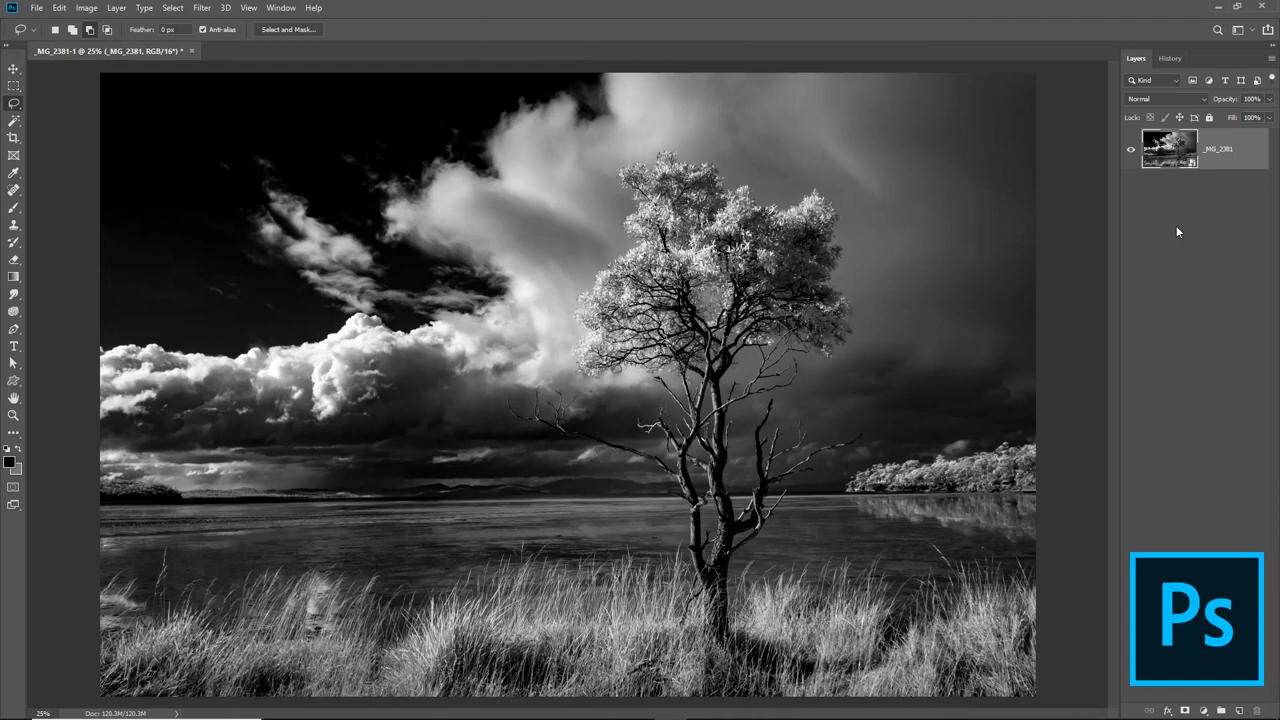 Ps File Edit Image Layer Type Select Filter 3D View Window Help
Feather: 0 px Anti-alias Select and Mask...
_MG_2381-1 @ 25% (_MG_2381, RGB/16*) * ×
Layers History
Kind
Normal Opacity: 100%
Lock: Fill: 100%
_MG_2381
T
Ps
25% Doc: 120.3M/120.3M
fx